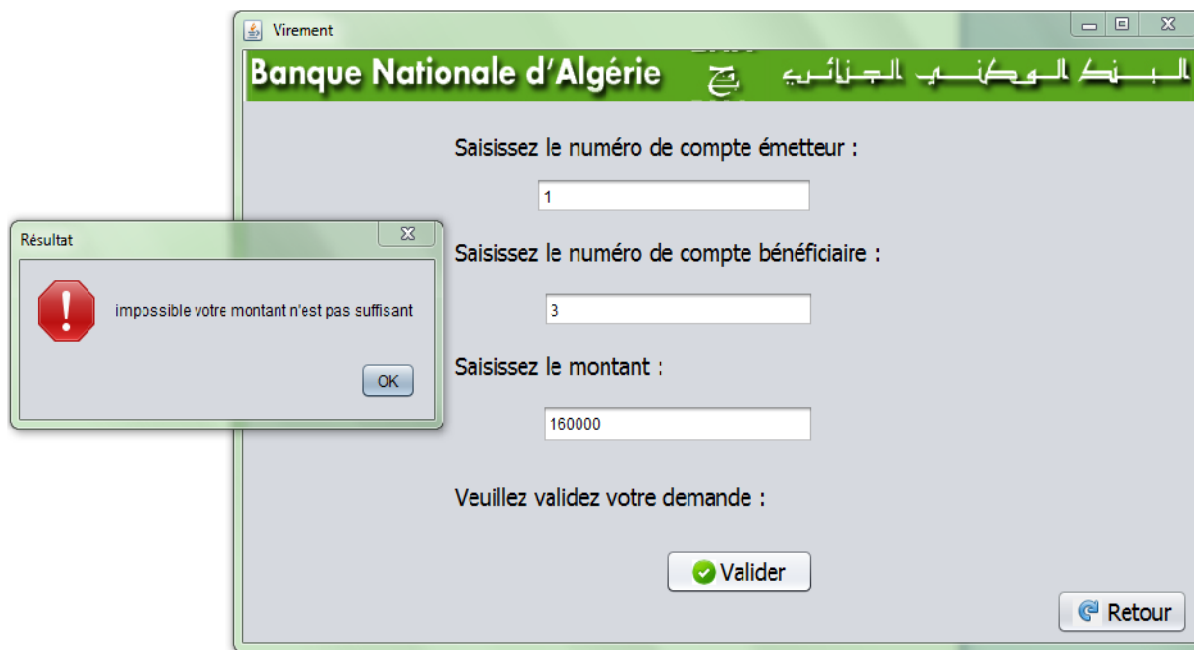 Virement
Banque Nationale d'Algérie البنك الوطني الجزائري
Saisissez le numéro de compte émetteur :
1
Résultat
impossible votre montant n'est pas suffisant
OK
Saisissez le numéro de compte bénéficiaire :
3
Saisissez le montant :
160000
Veuillez validez votre demande :
Valider
Retour